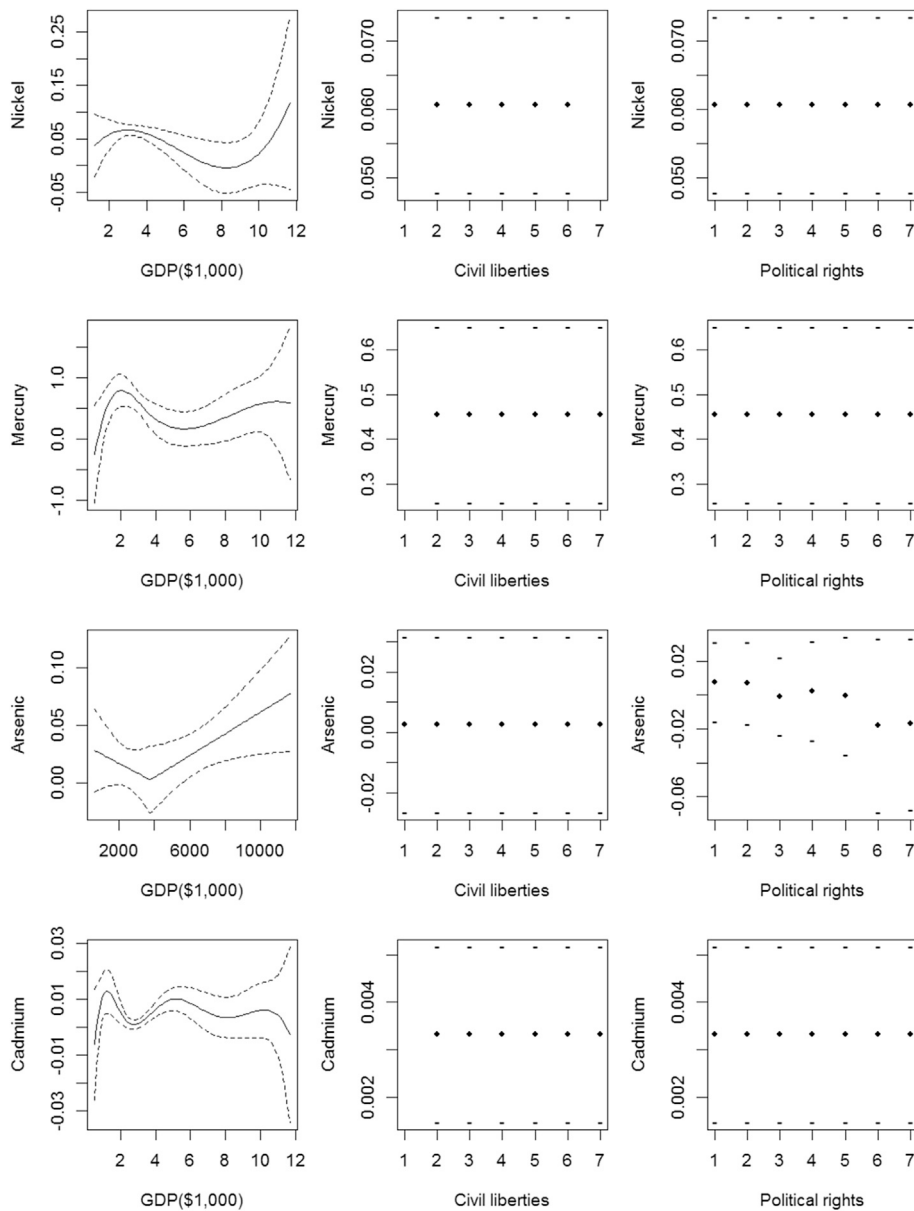 Nickel
0.25
0.15
0.05
-0.05
2 4 6 8 10 12
GDP($1,000)
Nickel
0.070
0.060
0.050
1 2 3 4 5 6 7
Civil liberties
Nickel
0.070
0.060
0.050
1 2 3 4 5 6 7
Political rights
Mercury
1.0
0.0
-1.0
2 4 6 8 10 12
GDP($1,000)
Mercury
0.6
0.5
0.4
0.3
1 2 3 4 5 6 7
Civil liberties
Mercury
0.6
0.5
0.4
0.3
1 2 3 4 5 6 7
Political rights
Arsenic
0.10
0.05
0.00
2000 6000 10000
GDP($1,000)
Arsenic
0.02
0.00
-0.02
1 2 3 4 5 6 7
Civil liberties
Arsenic
0.02
-0.02
-0.06
1 2 3 4 5 6 7
Political rights
Cadmium
0.03
0.01
-0.01
-0.03
2 4 6 8 10 12
GDP($1,000)
Cadmium
0.004
0.002
1 2 3 4 5 6 7
Civil liberties
Cadmium
0.004
0.002
1 2 3 4 5 6 7
Political rights